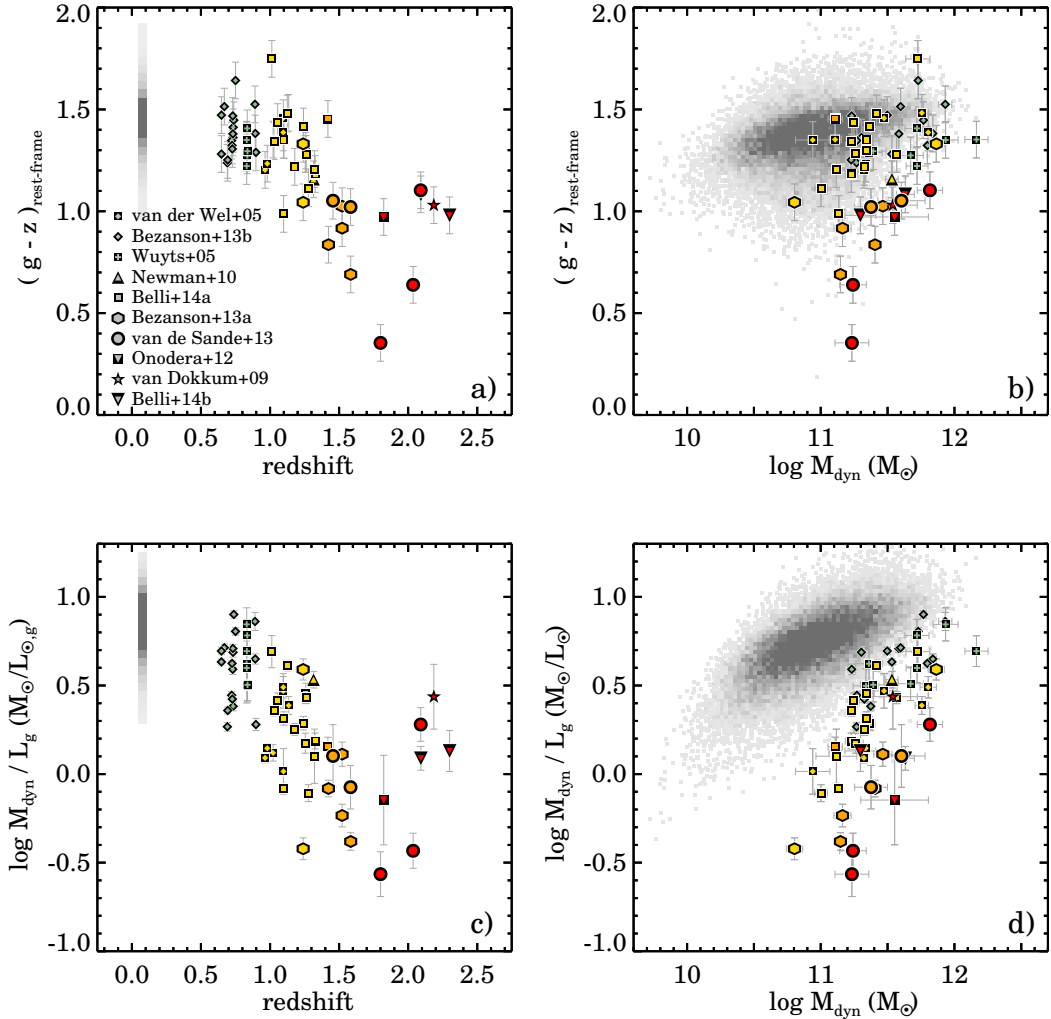 2.0
1.5
1.0
0.5
0.0
( g - z )rest-frame
van der Wel+05
Bezanson+13b
Wuyts+05
Newman+10
Belli+14a
Bezanson+13a
van de Sande+13
Onodera+12
van Dokkum+09
Belli+14b
a)
0.0 0.5 1.0 1.5 2.0 2.5
redshift
2.0
1.5
1.0
0.5
0.0
( g - z )rest-frame
b)
10 11 12
log Mdyn (M⊙)
1.0
0.5
0.0
-0.5
-1.0
log Mdyn / Lg (M⊙/L⊙,g)
c)
0.0 0.5 1.0 1.5 2.0 2.5
redshift
1.0
0.5
0.0
-0.5
-1.0
log Mdyn / Lg (M⊙/L⊙)
d)
10 11 12
log Mdyn (M⊙)